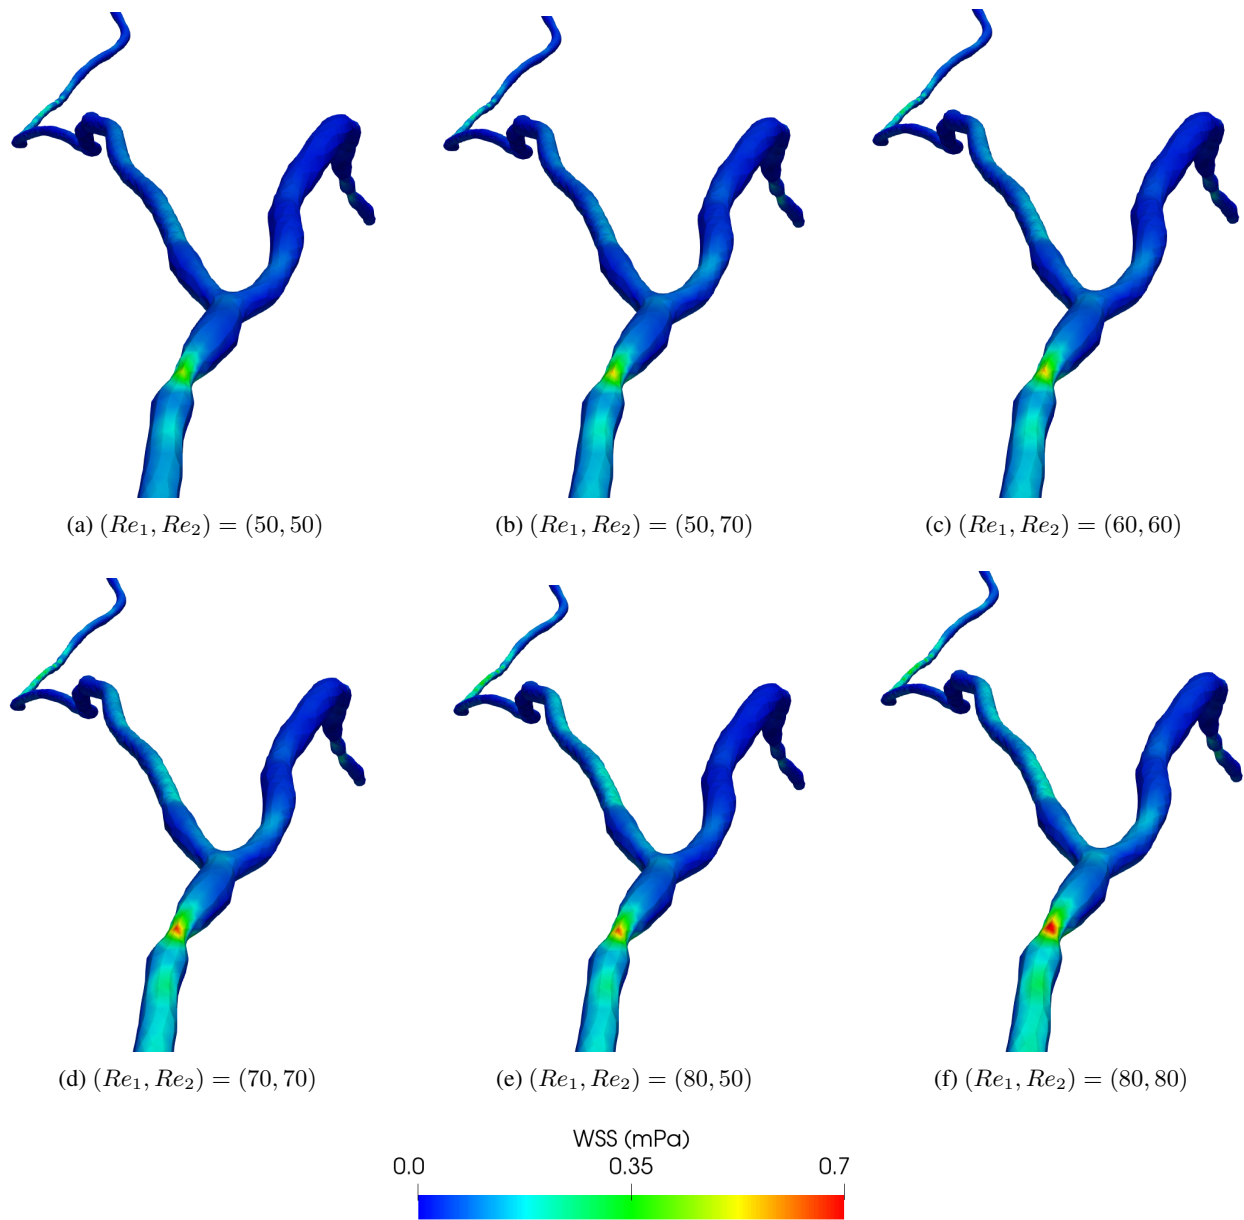 (a) (Re₁, Re₂) = (50, 50)
(b) (Re₁, Re₂) = (50, 70)
(c) (Re₁, Re₂) = (60, 60)
(d) (Re₁, Re₂) = (70, 70)
(e) (Re₁, Re₂) = (80, 50)
(f) (Re₁, Re₂) = (80, 80)
WSS (mPa)
0.0 0.35 0.7